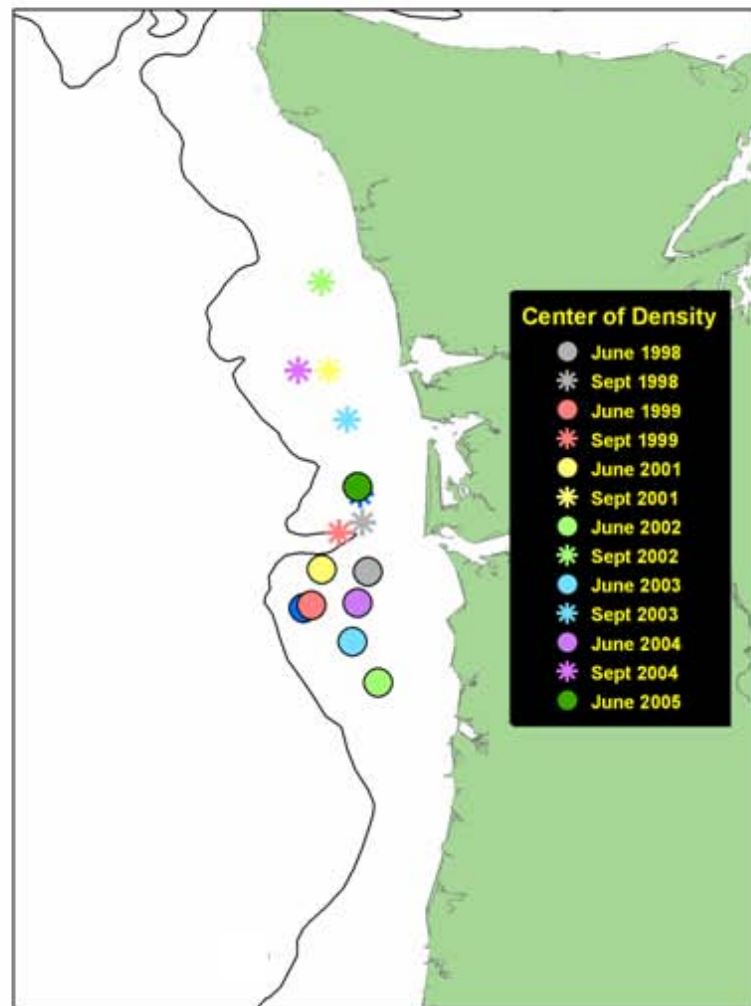 Center of Density
June 1998
Sept 1998
June 1999
Sept 1999
June 2001
Sept 2001
June 2002
Sept 2002
June 2003
Sept 2003
June 2004
Sept 2004
June 2005